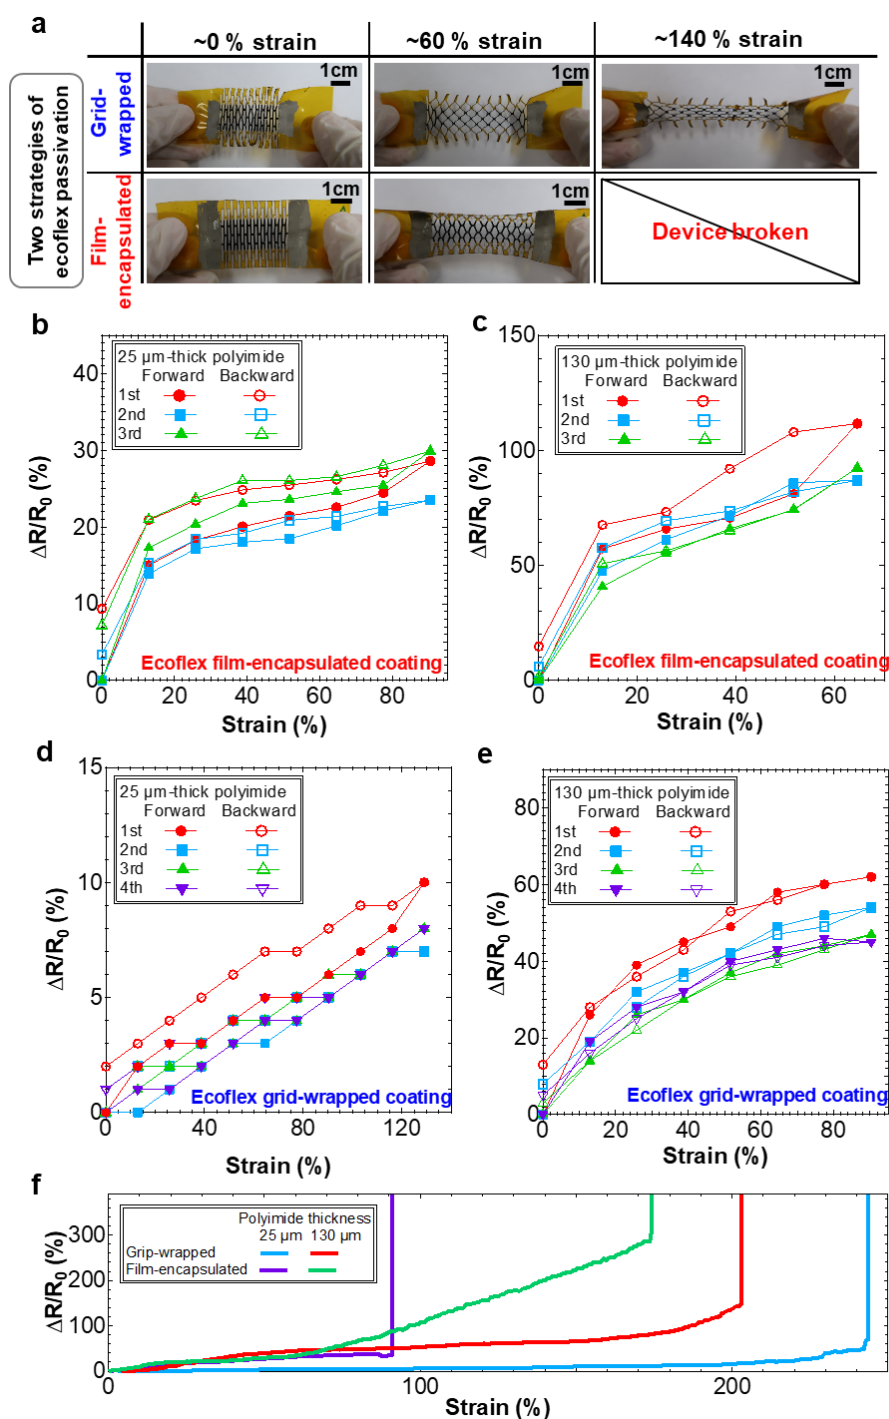 a
~0 % strain
~60 % strain
~140 % strain
Two strategies of
ecoflex passivation
Grid-
wrapped
1cm
1cm
1cm
Film-
encapsulated
1cm
1cm
Device broken
b
45
30
20
10
0
ΔR/R0 (%)
25 µm-thick polyimide
Forward Backward
1st
2nd
3rd
Ecoflex film-encapsulated coating
0 20 40 60 80
Strain (%)
c
150
100
50
0
ΔR/R0 (%)
130 µm-thick polyimide
Forward Backward
1st
2nd
3rd
Ecoflex film-encapsulated coating
0 20 40 60
Strain (%)
d
15
10
5
0
ΔR/R0 (%)
25 µm-thick polyimide
Forward Backward
1st
2nd
3rd
4th
Ecoflex grid-wrapped coating
0 40 80 120
Strain (%)
e
80
60
40
20
0
ΔR/R0 (%)
130 µm-thick polyimide
Forward Backward
1st
2nd
3rd
4th
Ecoflex grid-wrapped coating
0 20 40 60 80
Strain (%)
f
300
200
100
0
ΔR/R0 (%)
Polyimide thickness
25 µm 130 µm
Grip-wrapped
Film-encapsulated
0 100 200
Strain (%)